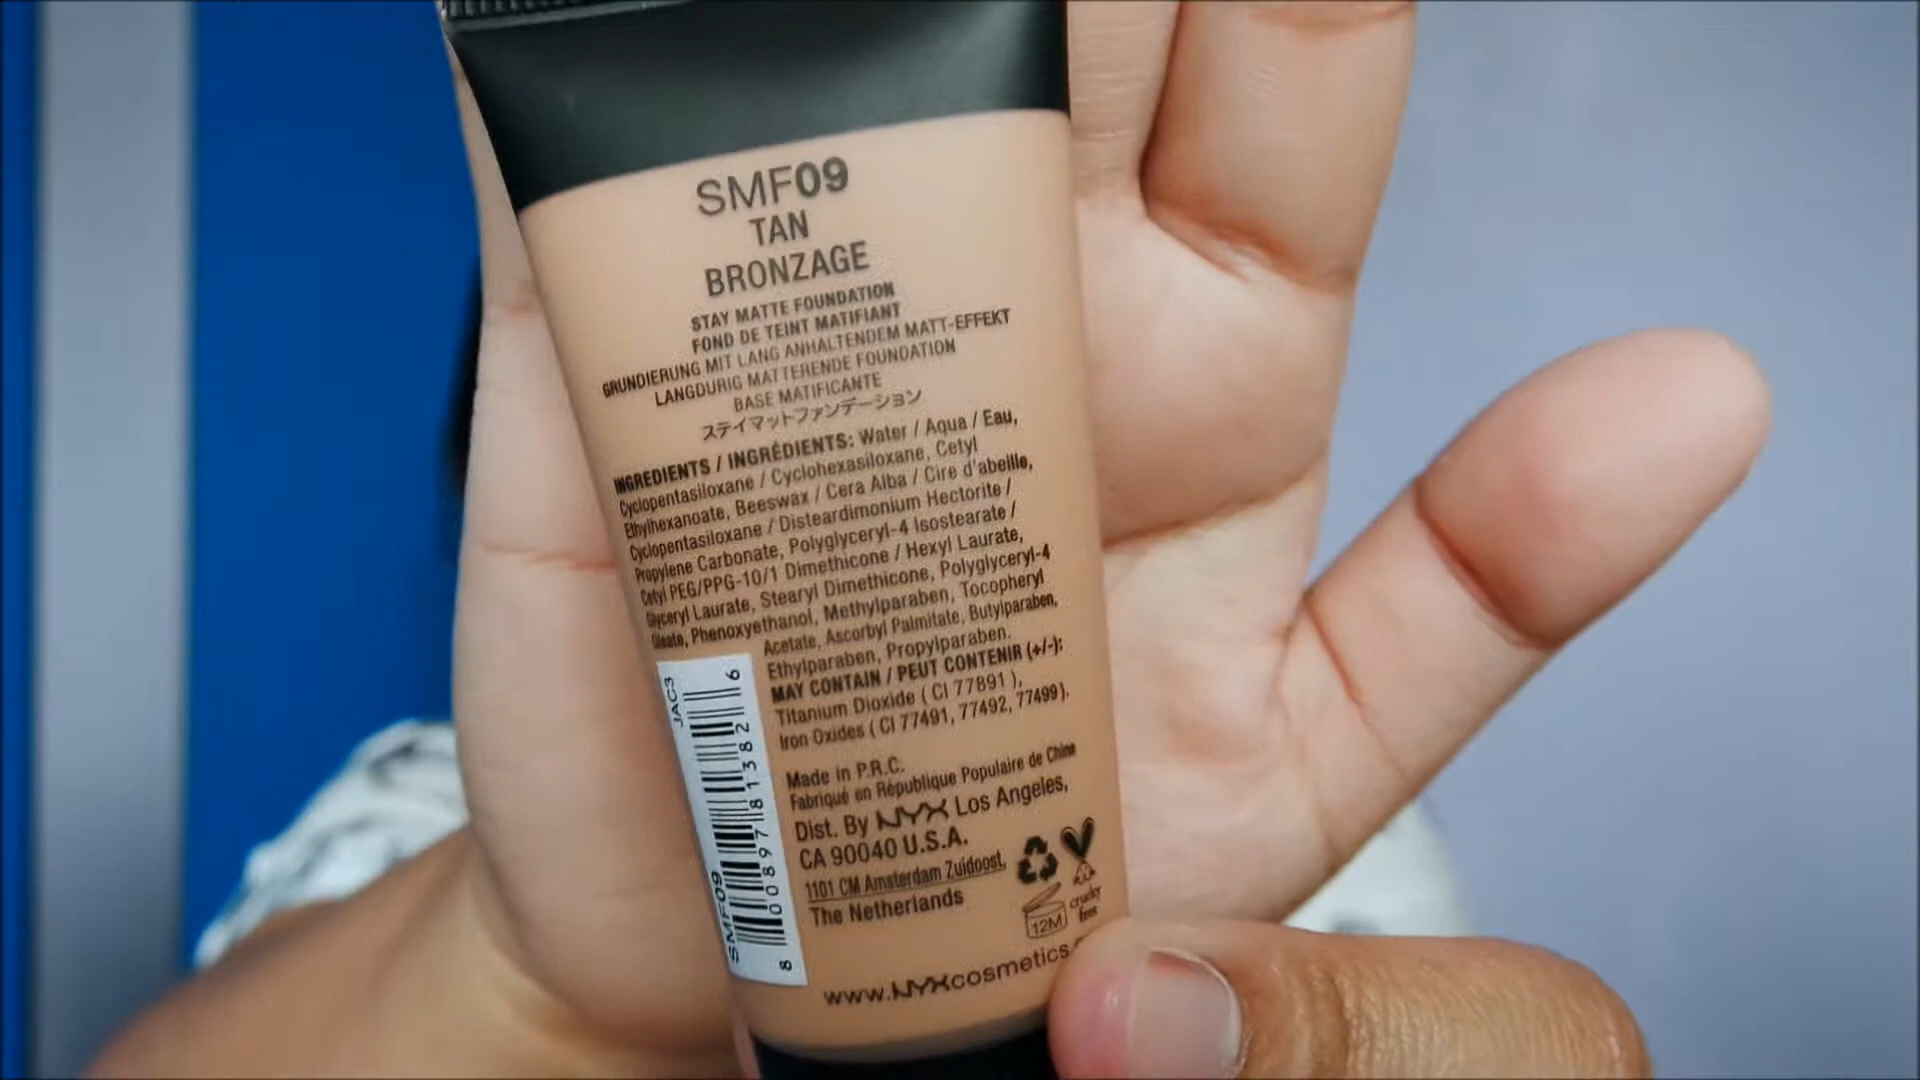 SMF09
TAN
BRONZAGE
STAY MATTE FOUNDATION
FOND DE TEINT MATIFIANT
GRUNDIERUNG MIT LANG ANHALTENDEM MATT-EFFEKT
LANGDURIG MATTERENDE FOUNDATION
BASE MATIFICANTE
ステイマットファンデーション
INGREDIENTS / INGRÉDIENTS: Water / Aqua / Eau,
Cyclopentasiloxane / Cyclohexasiloxane, Cetyl
Ethylhexanoate, Beeswax / Cera Alba / Cire d'abeille,
Cyclopentasiloxane / Disteardimonium Hectorite /
Propylene Carbonate, Polyglyceryl-4 Isostearate /
Cetyl PEG/PPG-10/1 Dimethicone / Hexyl Laurate,
Glyceryl Laurate, Stearyl Dimethicone, Polyglyceryl-4
Oleate, Phenoxyethanol, Methylparaben, Tocopheryl
Acetate, Ascorbyl Palmitate, Butylparaben,
Ethylparaben, Propylparaben.
MAY CONTAIN / PEUT CONTENIR (+/-):
Titanium Dioxide ( CI 77891 ),
Iron Oxides ( CI 77491, 77492, 77499).
JAC3
SMF09
8 00897 81382 6
Made in P.R.C.
Fabriqué en République Populaire de Chine
Dist. By NYX Los Angeles,
CA 90040 U.S.A.
1101 CM Amsterdam Zuidoost,
The Netherlands
12M
cruelty
free
www.NYXcosmetics